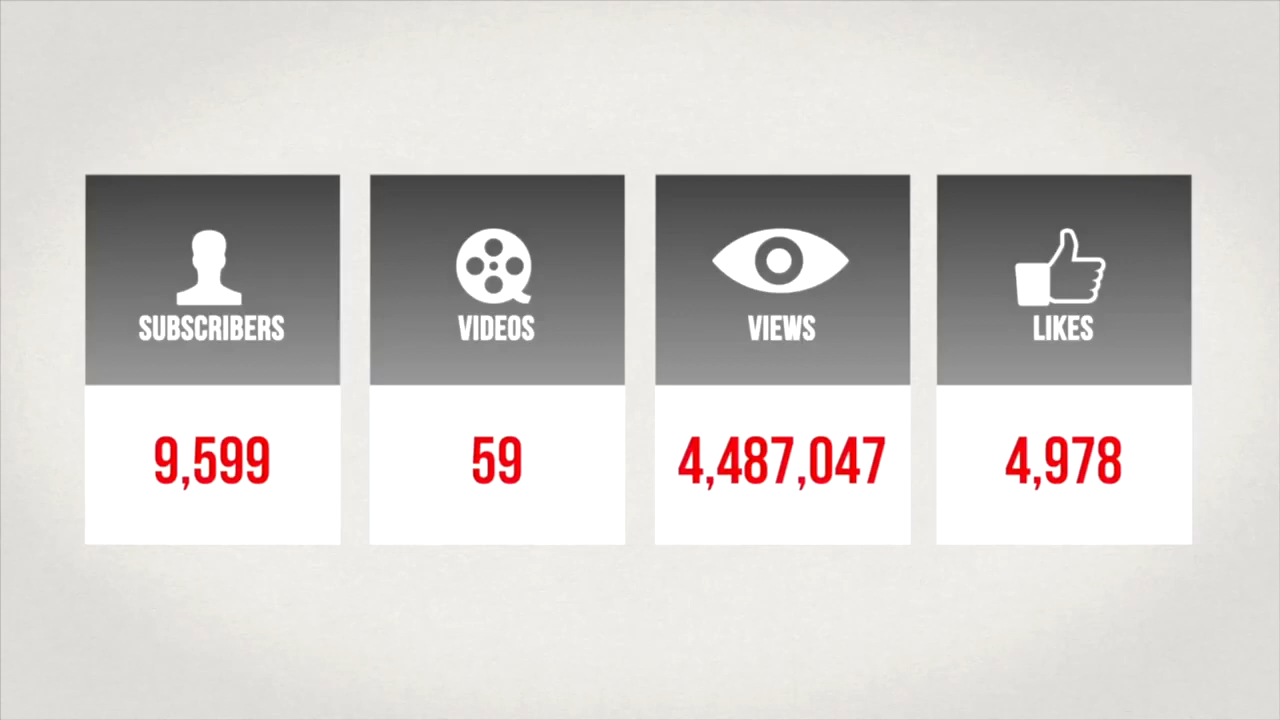 SUBSCRIBERS
VIDEOS
VIEWS
LIKES
9,599
59
4,487,047
4,978